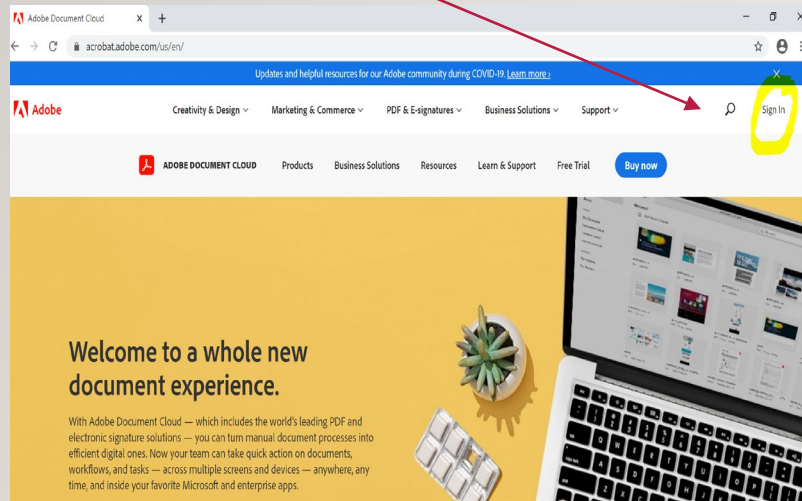 Adobe Document Cloud
acrobat.adobe.com/us/en/
Updates and helpful resources for our Adobe community during COVID-19. Learn more ›
Adobe
Creativity & Design
Marketing & Commerce
PDF & E-signatures
Business Solutions
Support
Sign In
ADOBE DOCUMENT CLOUD
Products
Business Solutions
Resources
Learn & Support
Free Trial
Buy now
Welcome to a whole new
document experience.
With Adobe Document Cloud — which includes the world's leading PDF and
electronic signature solutions — you can turn manual document processes into
efficient digital ones. Now your team can take quick action on documents,
workflows, and tasks — across multiple screens and devices — anywhere, any
time, and inside your favorite Microsoft and enterprise apps.